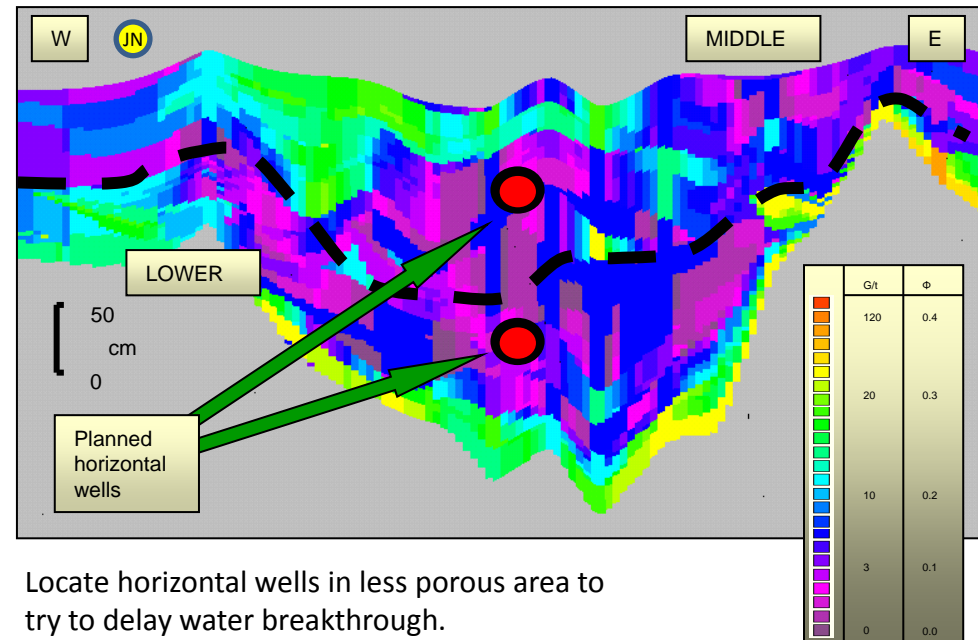 W
JN
MIDDLE
E
LOWER
50
cm
0
Planned
horizontal
wells
G/t Φ
120 0.4
20 0.3
10 0.2
3 0.1
0 0.0
Locate horizontal wells in less porous area to
try to delay water breakthrough.